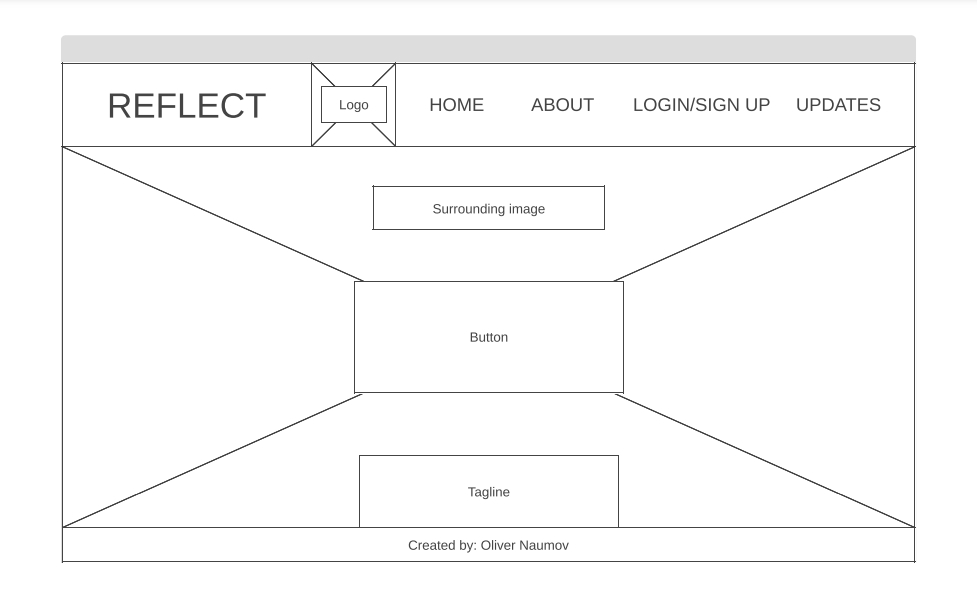 REFLECT
Logo
HOME
ABOUT
LOGIN/SIGN UP
UPDATES
Surrounding image
Button
Tagline
Created by: Oliver Naumov